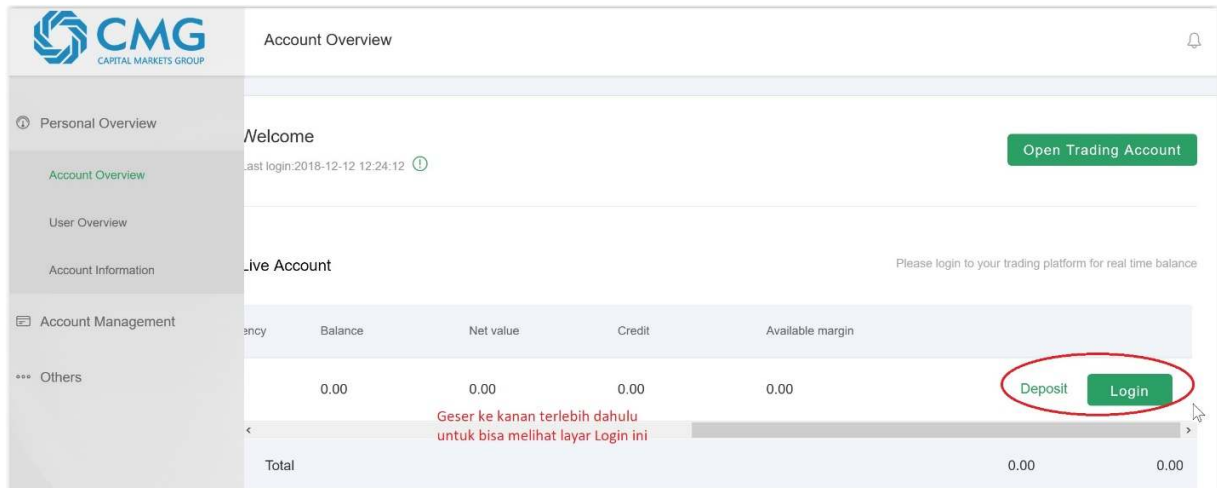 CMG
CAPITAL MARKETS GROUP
Account Overview
Personal Overview
Account Overview
User Overview
Account Information
Account Management
Others
Welcome
Last login:2018-12-12 12:24:12
Open Trading Account
Live Account
Please login to your trading platform for real time balance
ency Balance Net value Credit Available margin
0.00 0.00 0.00 0.00 Deposit Login
Geser ke kanan terlebih dahulu
untuk bisa melihat layar Login ini
Total 0.00 0.00